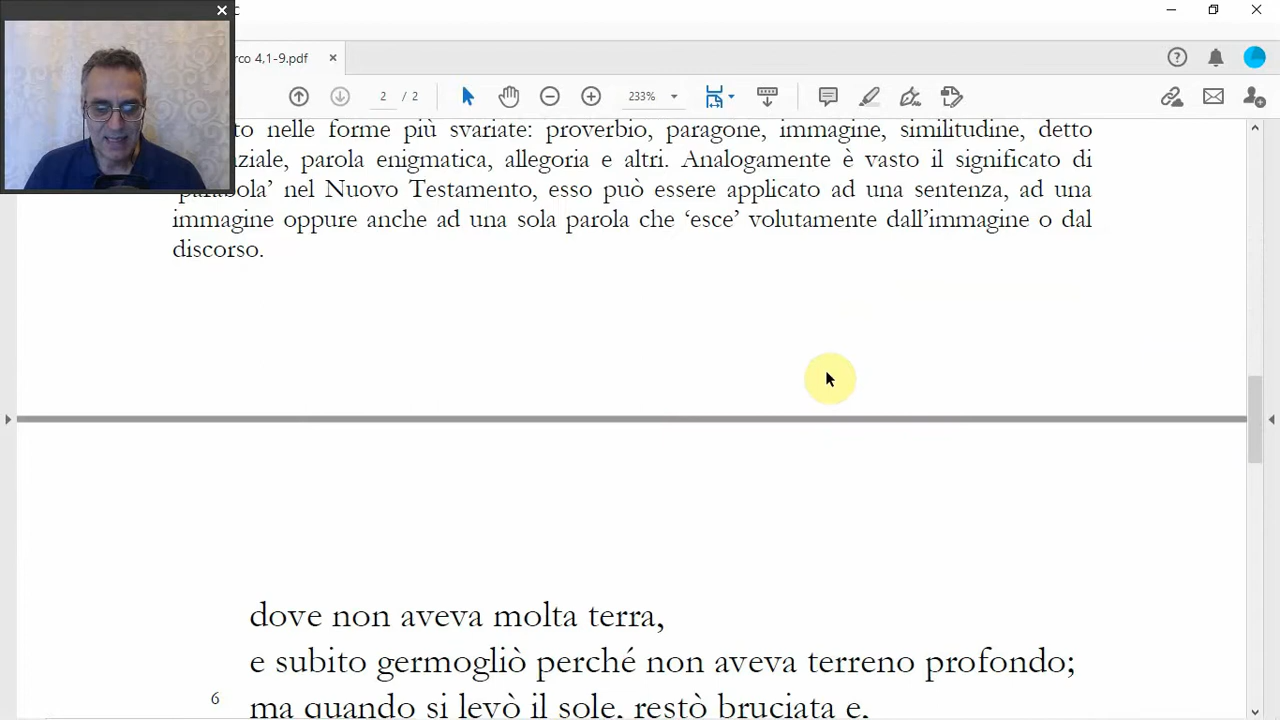 rco 4,1-9.pdf
2 / 2
233%
to nelle forme più svariate: proverbio, paragone, immagine, similitudine, detto
nziale, parola enigmatica, allegoria e altri. Analogamente è vasto il significato di
'parabola' nel Nuovo Testamento, esso può essere applicato ad una sentenza, ad una
immagine oppure anche ad una sola parola che 'esce' volutamente dall'immagine o dal
discorso.
dove non aveva molta terra,
e subito germogliò perché non aveva terreno profondo;
6
ma quando si levò il sole, restò bruciata e,